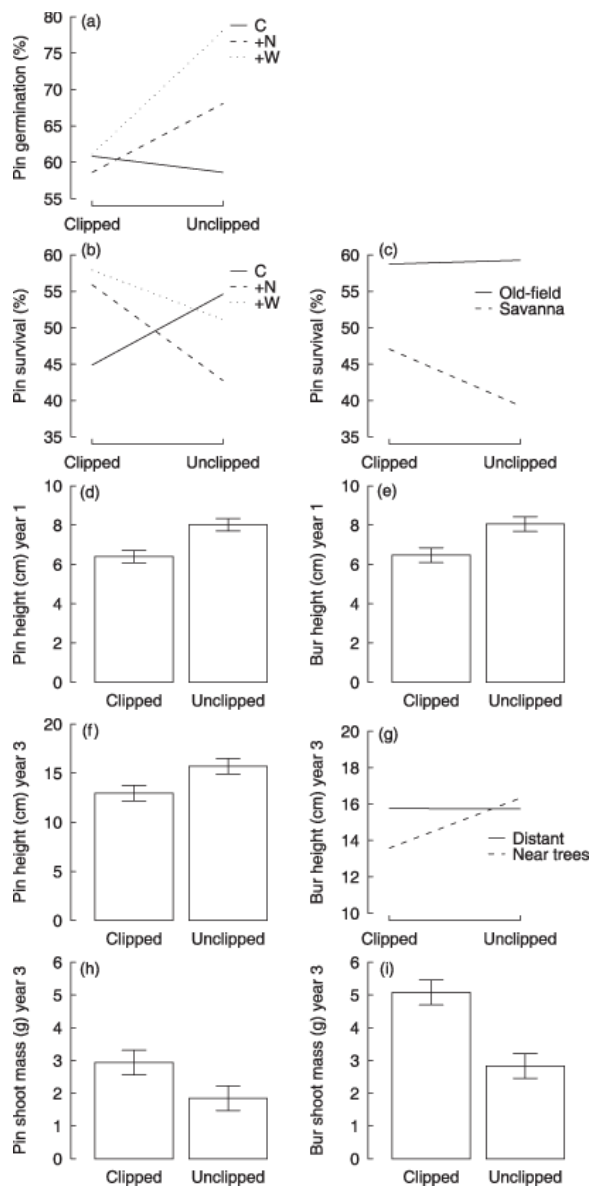 (a)
C
+N
+W
Pin germination (%)
80
75
70
65
60
55
Clipped Unclipped
(b)
C
+N
+W
Pin survival (%)
60
55
50
45
40
35
Clipped Unclipped
(c)
Old-field
Savanna
Pin survival (%)
60
55
50
45
40
35
Clipped Unclipped
(d)
Pin height (cm) year 1
10
8
6
4
2
0
Clipped Unclipped
(e)
Bur height (cm) year 1
10
8
6
4
2
0
Clipped Unclipped
(f)
Pin height (cm) year 3
20
15
10
5
0
Clipped Unclipped
(g)
Distant
Near trees
Bur height (cm) year 3
20
18
16
14
12
10
Clipped Unclipped
(h)
Pin shoot mass (g) year 3
6
5
4
3
2
1
0
Clipped Unclipped
(i)
Bur shoot mass (g) year 3
6
5
4
3
2
1
0
Clipped Unclipped